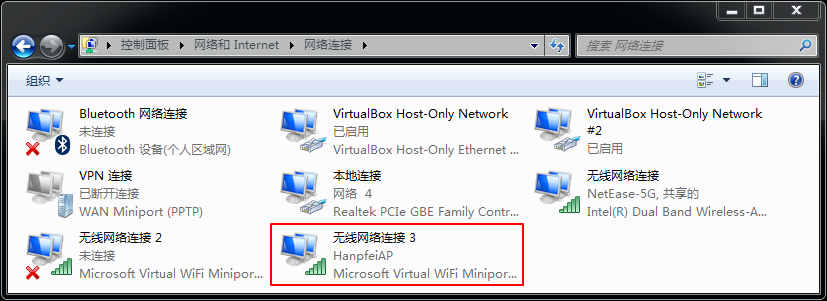 控制面板 ▸ 网络和 Internet ▸ 网络连接 ▸
搜索 网络连接
组织
Bluetooth 网络连接
未连接
Bluetooth 设备(个人区域网)
VirtualBox Host-Only Network
已启用
VirtualBox Host-Only Ethernet ...
VirtualBox Host-Only Network
#2
已启用
VPN 连接
已断开连接
WAN Miniport (PPTP)
本地连接
网络 4
Realtek PCIe GBE Family Contr...
无线网络连接
NetEase-5G, 共享的
Intel(R) Dual Band Wireless-A...
无线网络连接 2
未连接
Microsoft Virtual WiFi Minipor...
无线网络连接 3
HanpfeiAP
Microsoft Virtual WiFi Minipor...